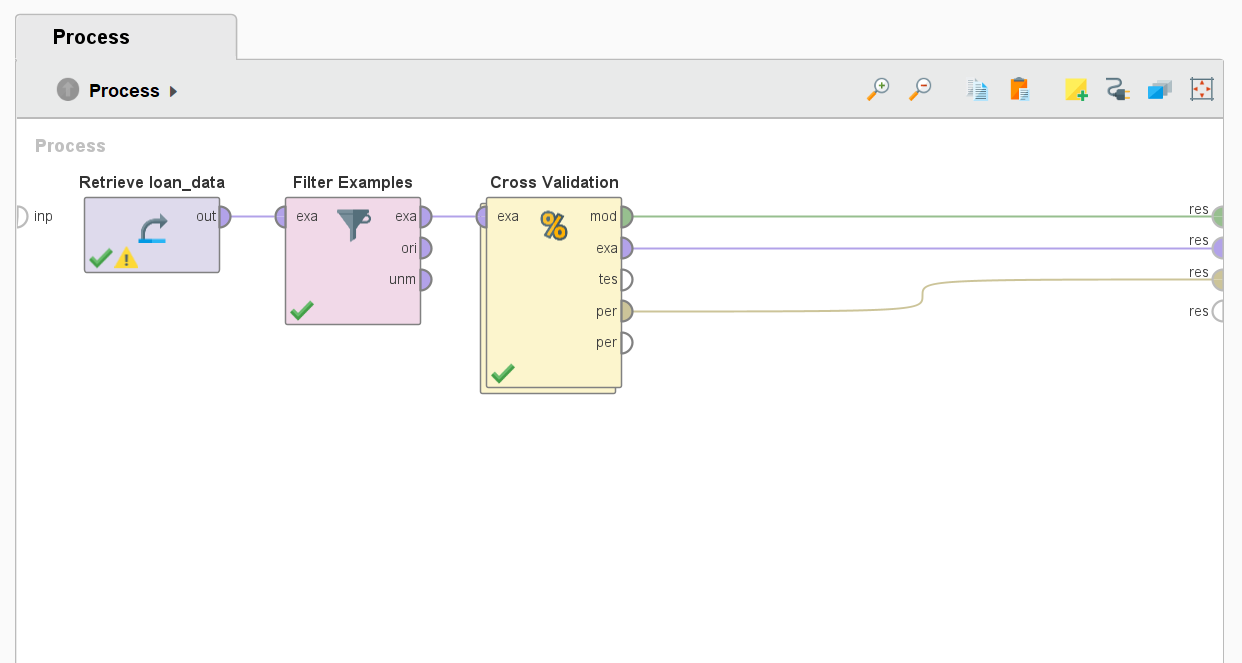 Process
Process
Process
Retrieve loan_data
Filter Examples
Cross Validation
inp
out
exa
exa
ori
unm
exa
mod
exa
tes
per
per
res
res
res
res